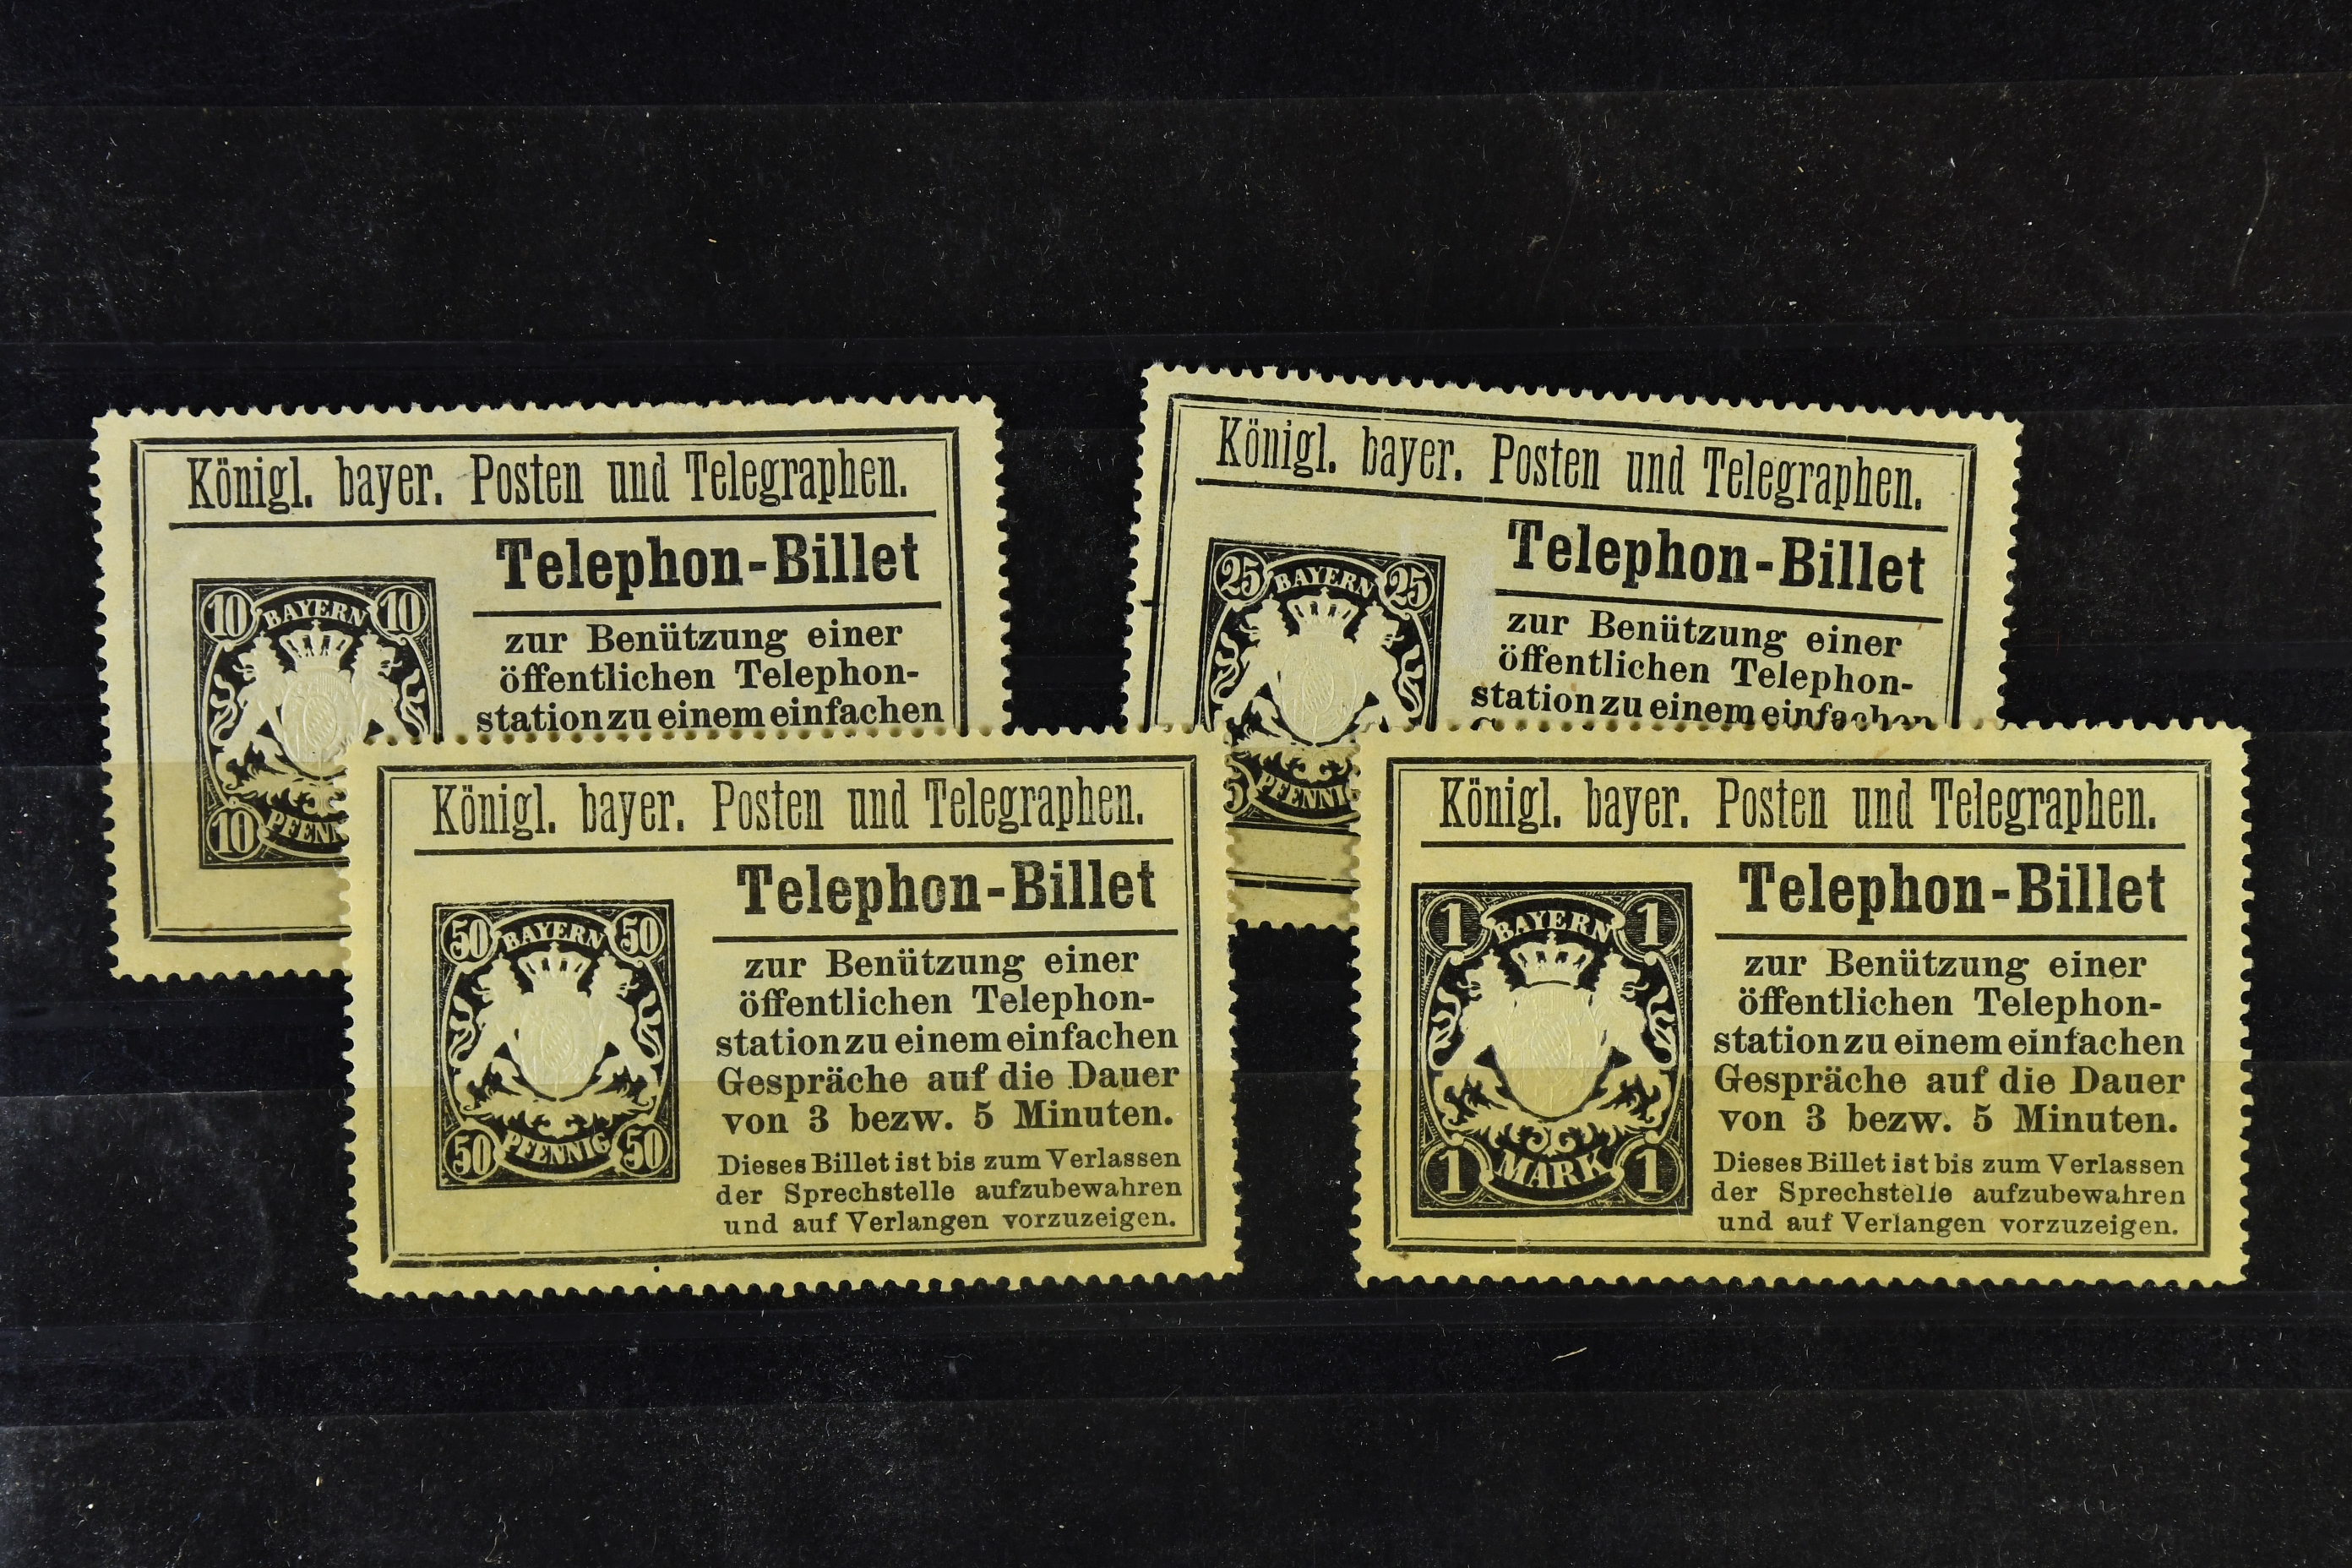 Königl. bayer. Posten und Telegraphen.
Telephon-Billet
10 BAYERN 10
zur Benützung einer
öffentlichen Telephon-
station zu einem einfachen
10
Königl. bayer. Posten und Telegraphen.
Telephon-Billet
25 BAYERN 25
zur Benützung einer
öffentlichen Telephon-
station zu einem einfachen
Königl. bayer. Posten und Telegraphen.
Telephon-Billet
50 BAYERN 50
zur Benützung einer
öffentlichen Telephon-
station zu einem einfachen
Gespräche auf die Dauer
von 3 bezw. 5 Minuten.
50 PFENNIG 50
Dieses Billet ist bis zum Verlassen
der Sprechstelle aufzubewahren
und auf Verlangen vorzuzeigen.
Königl. bayer. Posten und Telegraphen.
Telephon-Billet
1 BAYERN 1
zur Benützung einer
öffentlichen Telephon-
station zu einem einfachen
Gespräche auf die Dauer
von 3 bezw. 5 Minuten.
1 MARK 1
Dieses Billet ist bis zum Verlassen
der Sprechstelle aufzubewahren
und auf Verlangen vorzuzeigen.